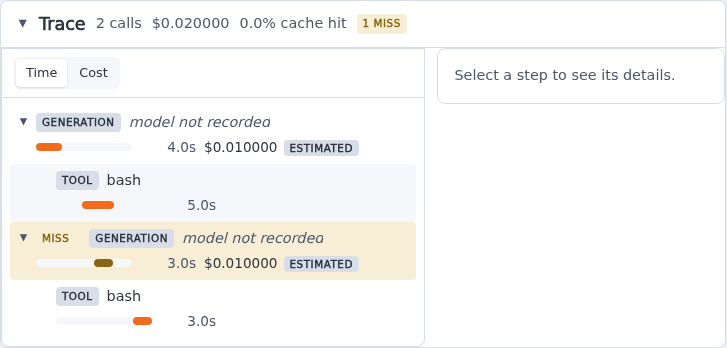 Trace 2 calls $0.020000 0.0% cache hit 1 MISS
Time Cost
GENERATION model not recorded
4.0s $0.010000 ESTIMATED
TOOL bash
5.0s
MISS GENERATION model not recorded
3.0s $0.010000 ESTIMATED
TOOL bash
3.0s
Select a step to see its details.